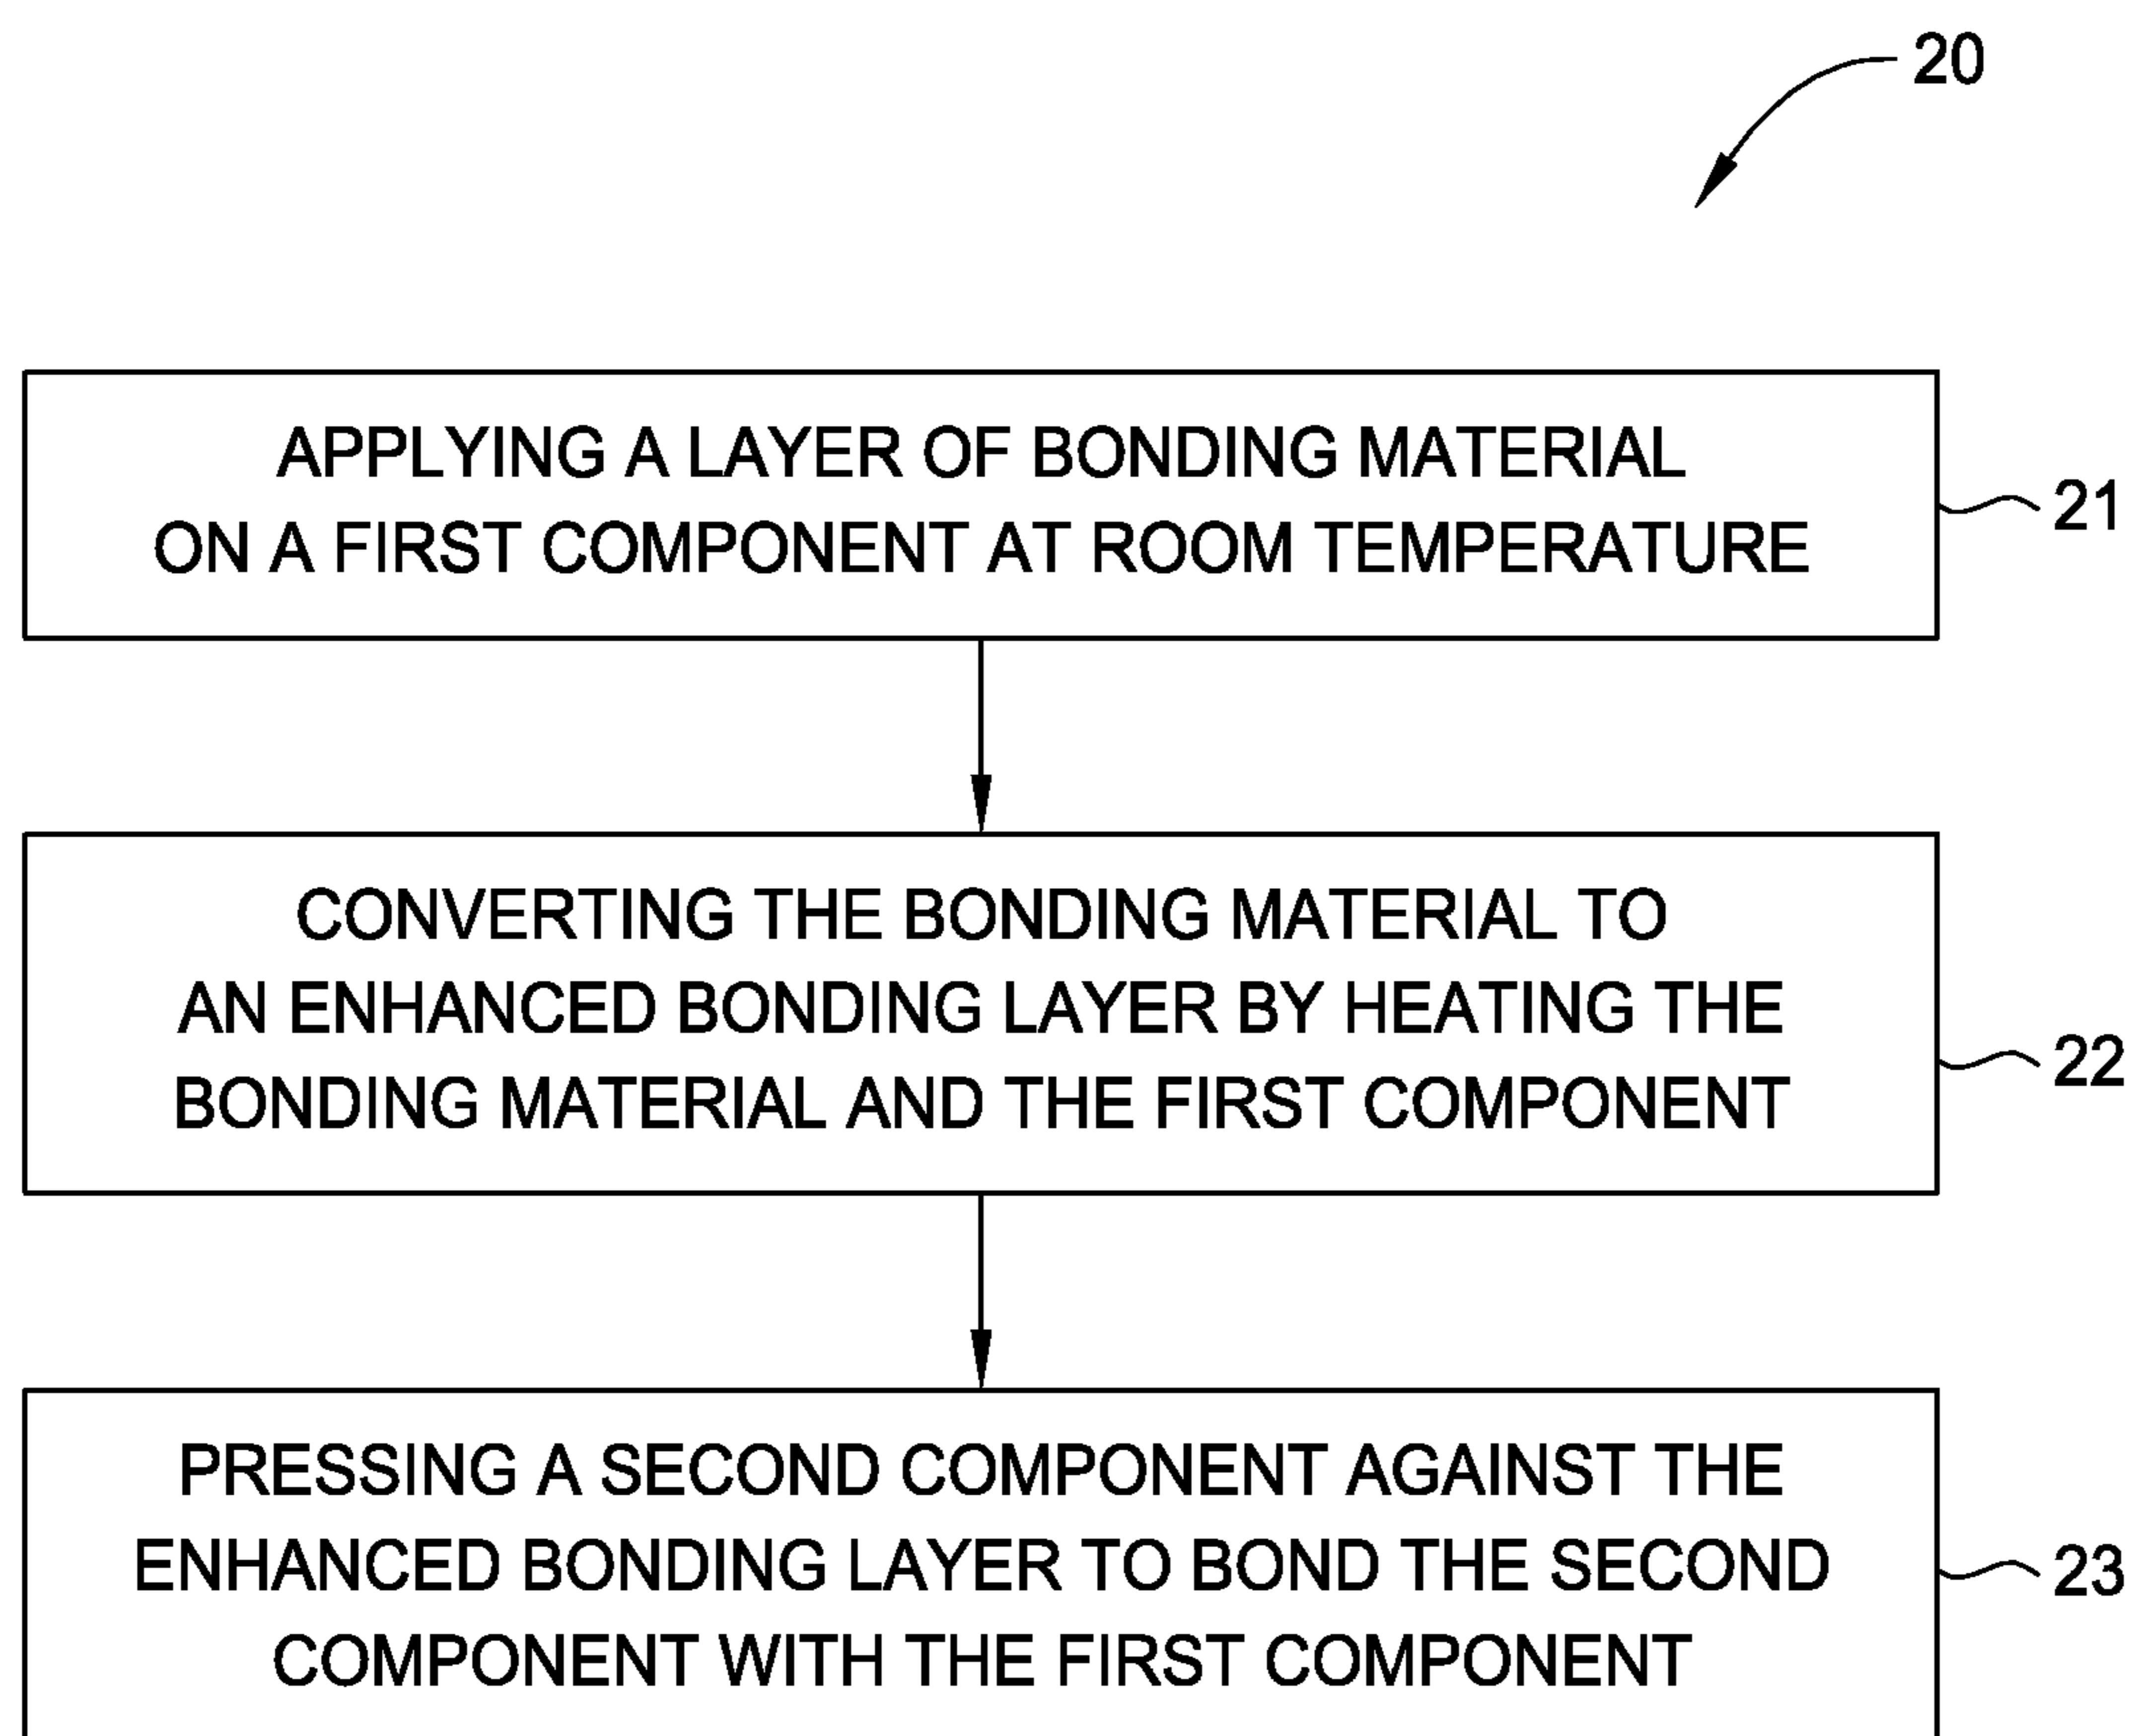 20
APPLYING A LAYER OF BONDING MATERIAL
ON A FIRST COMPONENT AT ROOM TEMPERATURE
21
CONVERTING THE BONDING MATERIAL TO
AN ENHANCED BONDING LAYER BY HEATING THE
BONDING MATERIAL AND THE FIRST COMPONENT
22
PRESSING A SECOND COMPONENT AGAINST THE
ENHANCED BONDING LAYER TO BOND THE SECOND
COMPONENT WITH THE FIRST COMPONENT
23